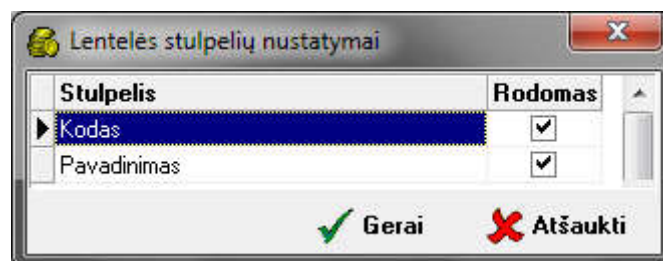 Lentelės stulpelių nustatymai
Stulpelis Rodomas
Kodas
Pavadinimas
Gerai Atšaukti